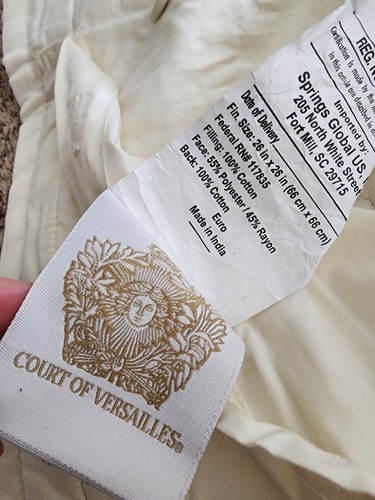 REG. N
Certification is made by the
in this article are described in
Imported by:
Springs Global US,
205 North White Street
Fort Mill, SC 29715
Date of Delivery
Fin. Size: 26 in x 26 in (66 cm x 66 cm)
Federal RN# 117835
Filling: 100% Cotton
Face: 55% Polyester / 45% Rayon
Back: 100% Cotton
Euro
Made in India
COURT OF VERSAILLES